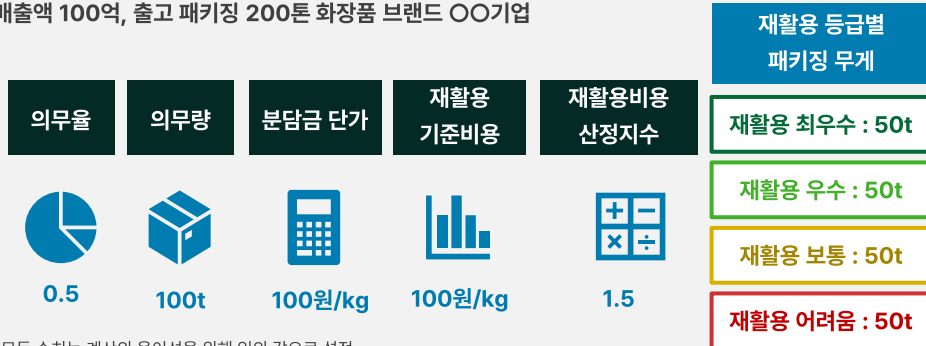 매출액 100억, 출고 패키징 200톤 화장품 브랜드 〇〇기업
의무율
의무량
분담금 단가
재활용
기준비용
재활용비용
산정지수
0.5
100t
100원/kg
100원/kg
1.5
재활용 등급별
패키징 무게
재활용 최우수 : 50t
재활용 우수 : 50t
재활용 보통 : 50t
재활용 어려움 : 50t